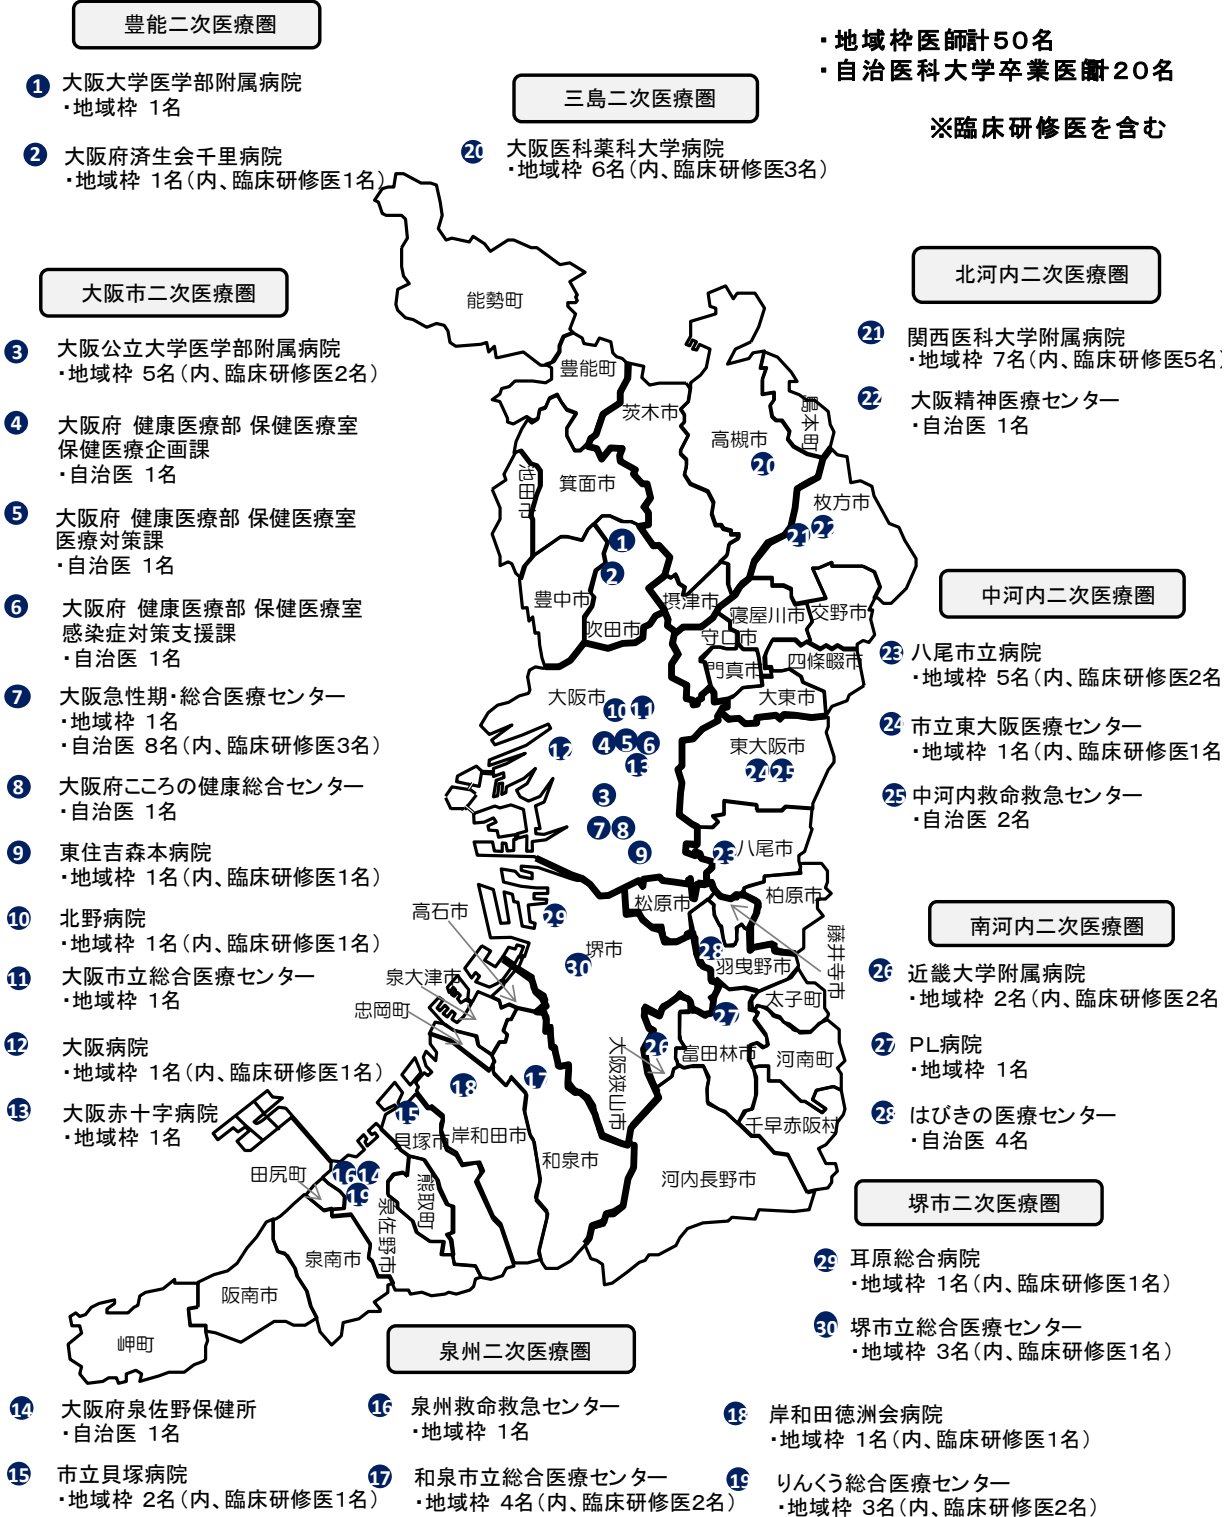 豊能二次医療圏
1 大阪大学医学部附属病院
・地域枠 1名
2 大阪府済生会千里病院
・地域枠 1名(内、臨床研修医1名)
三島二次医療圏
20 大阪医科薬科大学病院
・地域枠 6名(内、臨床研修医3名)
・地域枠医師計50名
・自治医科大学卒業医師計20名
※臨床研修医を含む
大阪市二次医療圏
3 大阪公立大学医学部附属病院
・地域枠 5名(内、臨床研修医2名)
4 大阪府 健康医療部 保健医療室
保健医療企画課
・自治医 1名
5 大阪府 健康医療部 保健医療室
医療対策課
・自治医 1名
6 大阪府 健康医療部 保健医療室
感染症対策支援課
・自治医 1名
7 大阪急性期・総合医療センター
・地域枠 1名
・自治医 8名(内、臨床研修医3名)
8 大阪府こころの健康総合センター
・自治医 1名
9 東住吉森本病院
・地域枠 1名(内、臨床研修医1名)
10 北野病院
・地域枠 1名(内、臨床研修医1名)
11 大阪市立総合医療センター
・地域枠 1名
12 大阪病院
・地域枠 1名(内、臨床研修医1名)
13 大阪赤十字病院
・地域枠 1名
北河内二次医療圏
21 関西医科大学附属病院
・地域枠 7名(内、臨床研修医5名)
22 大阪精神医療センター
・自治医 1名
中河内二次医療圏
23 八尾市立病院
・地域枠 5名(内、臨床研修医2名
24 市立東大阪医療センター
・地域枠 1名(内、臨床研修医1名
25 中河内救命救急センター
・自治医 2名
南河内二次医療圏
26 近畿大学附属病院
・地域枠 2名(内、臨床研修医2名
27 PL病院
・地域枠 1名
28 はびきの医療センター
・自治医 4名
堺市二次医療圏
29 耳原総合病院
・地域枠 1名(内、臨床研修医1名)
30 堺市立総合医療センター
・地域枠 3名(内、臨床研修医1名)
泉州二次医療圏
14 大阪府泉佐野保健所
・自治医 1名
15 市立貝塚病院
・地域枠 2名(内、臨床研修医1名)
16 泉州救命救急センター
・地域枠 1名
17 和泉市立総合医療センター
・地域枠 4名(内、臨床研修医2名)
18 岸和田徳洲会病院
・地域枠 1名(内、臨床研修医1名)
19 りんくう総合医療センター
・地域枠 3名(内、臨床研修医2名)
能勢町
豊能町
茨木市
高槻市
20
島本町
池田市
箕面市
枚方市
21 22
1
2
豊中市
吹田市
摂津市
寝屋川市
交野市
守口市
門真市
四條畷市
大東市
大阪市
10 11
12 4 5 6
13
3
7 8
9
東大阪市
24 25
23
八尾市
柏原市
松原市
藤井寺市
高石市
29
堺市
30
28
羽曳野市
泉大津市
忠岡町
太子町
27
26
富田林市
河南町
大阪狭山市
千早赤阪村
18
17
15
貝塚市
岸和田市
和泉市
河内長野市
田尻町
16 14
19
熊取町
泉佐野市
泉南市
阪南市
岬町